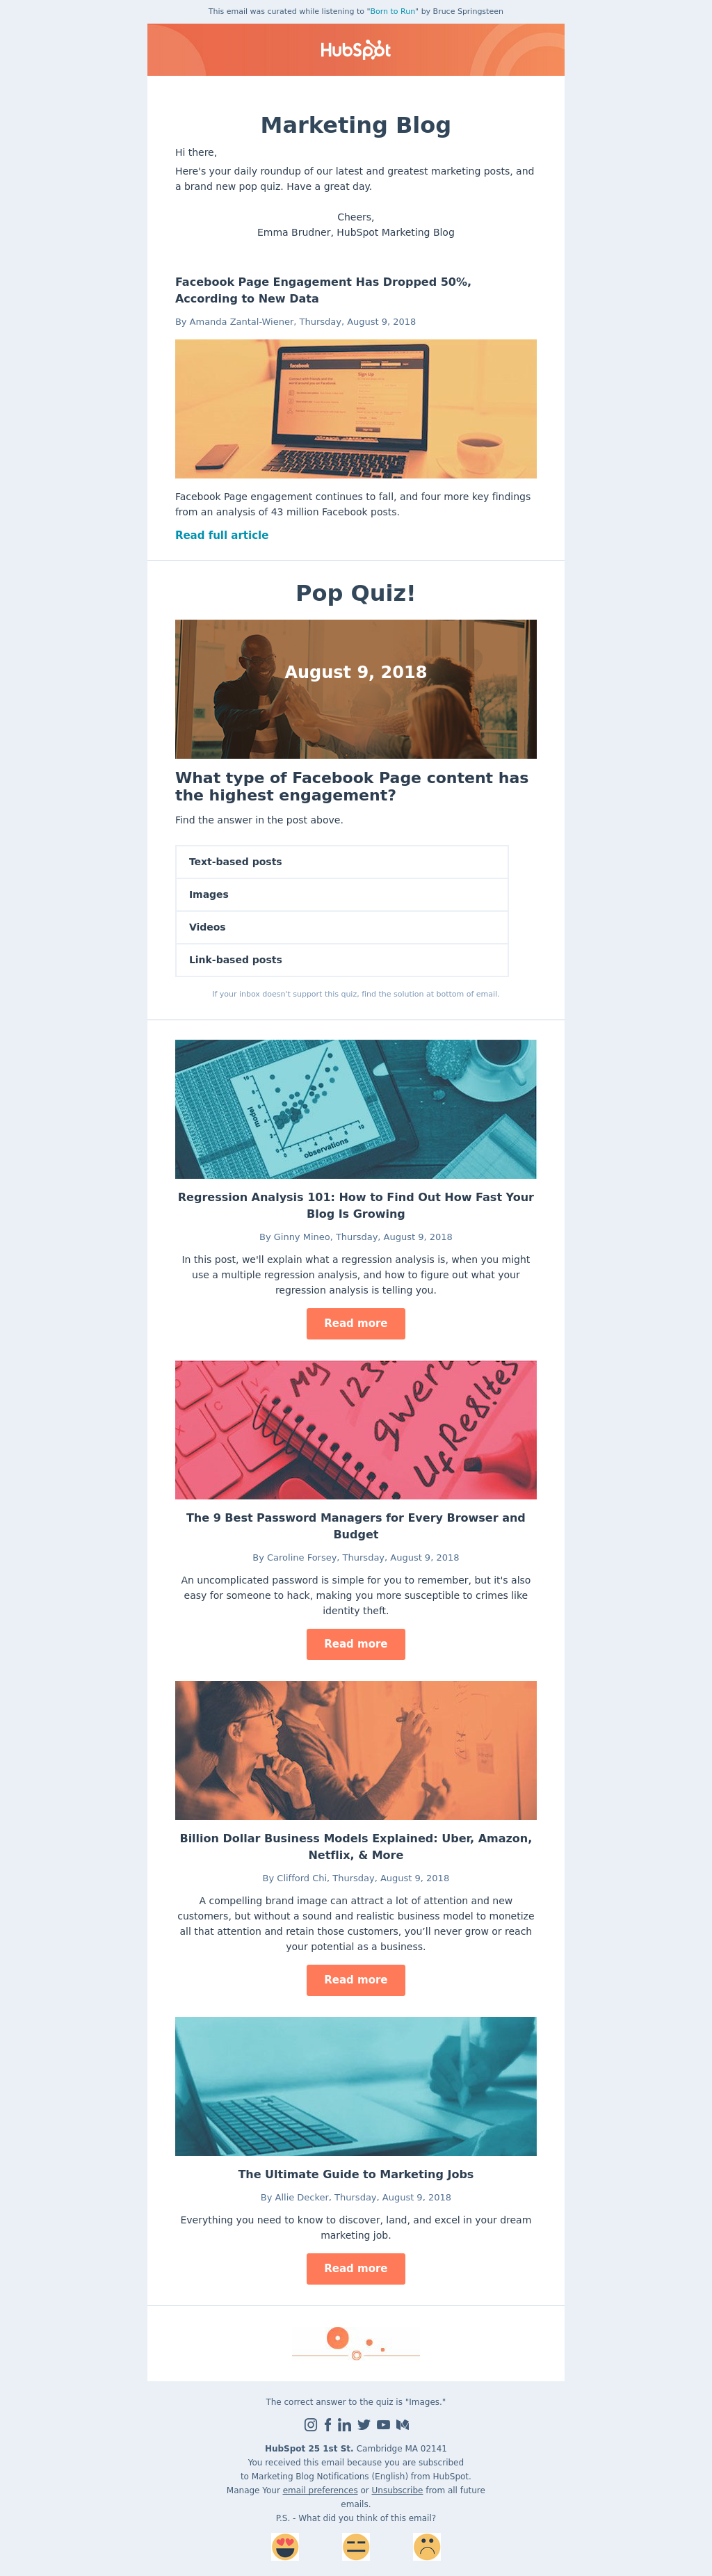 This email was curated while listening to "Born to Run" by Bruce Springsteen
HubSpot
Marketing Blog
Hi there,
Here's your daily roundup of our latest and greatest marketing posts, and
a brand new pop quiz. Have a great day.
Cheers,
Emma Brudner, HubSpot Marketing Blog
Facebook Page Engagement Has Dropped 50%,
According to New Data
By Amanda Zantal-Wiener, Thursday, August 9, 2018
facebook
Sign Up
Facebook Page engagement continues to fall, and four more key findings
from an analysis of 43 million Facebook posts.
Read full article
Pop Quiz!
August 9, 2018
What type of Facebook Page content has
the highest engagement?
Find the answer in the post above.
Text-based posts
Images
Videos
Link-based posts
If your inbox doesn't support this quiz, find the solution at bottom of email.
10
model
observations
10
Regression Analysis 101: How to Find Out How Fast Your
Blog Is Growing
By Ginny Mineo, Thursday, August 9, 2018
In this post, we'll explain what a regression analysis is, when you might
use a multiple regression analysis, and how to figure out what your
regression analysis is telling you.
Read more
My
123
qwer
The 9 Best Password Managers for Every Browser and
Budget
By Caroline Forsey, Thursday, August 9, 2018
An uncomplicated password is simple for you to remember, but it's also
easy for someone to hack, making you more susceptible to crimes like
identity theft.
Read more
Billion Dollar Business Models Explained: Uber, Amazon,
Netflix, & More
By Clifford Chi, Thursday, August 9, 2018
A compelling brand image can attract a lot of attention and new
customers, but without a sound and realistic business model to monetize
all that attention and retain those customers, you’ll never grow or reach
your potential as a business.
Read more
The Ultimate Guide to Marketing Jobs
By Allie Decker, Thursday, August 9, 2018
Everything you need to know to discover, land, and excel in your dream
marketing job.
Read more
The correct answer to the quiz is "Images."
HubSpot 25 1st St. Cambridge MA 02141
You received this email because you are subscribed
to Marketing Blog Notifications (English) from HubSpot.
Manage Your email preferences or Unsubscribe from all future
emails.
P.S. - What did you think of this email?